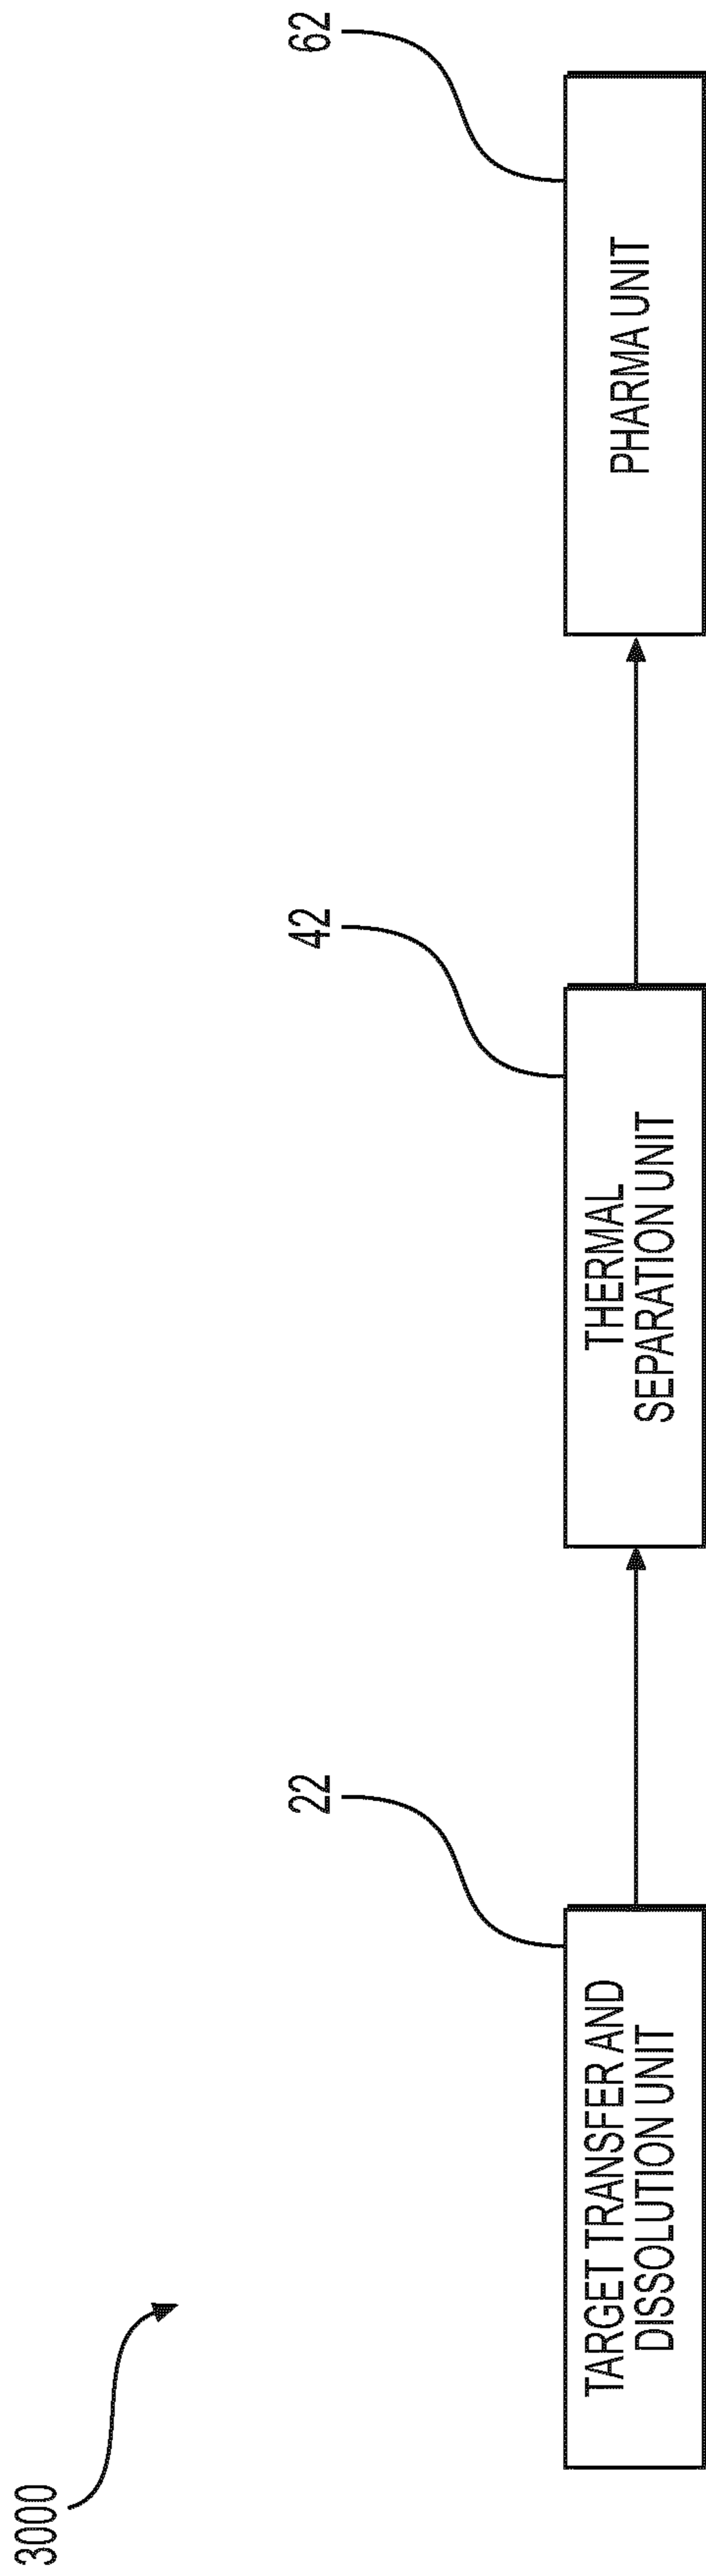 3000
22
TARGET TRANSFER AND
DISSOLUTION UNIT
42
THERMAL
SEPARATION UNIT
62
PHARMA UNIT